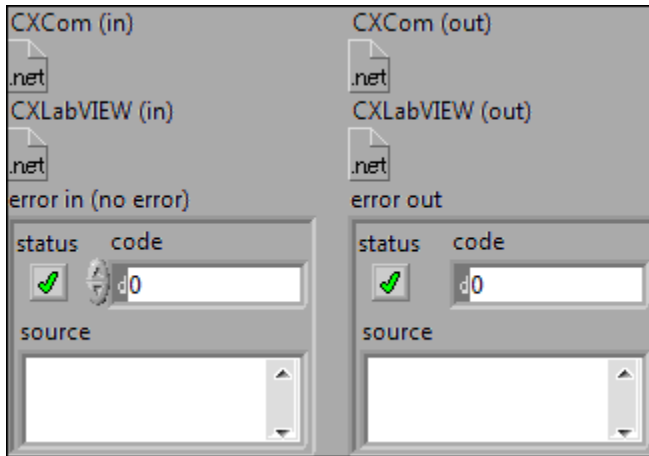 CXCom (in) CXCom (out)
.net .net
CXLabVIEW (in) CXLabVIEW (out)
.net .net
error in (no error) error out
status code status code
d0 d0
source source